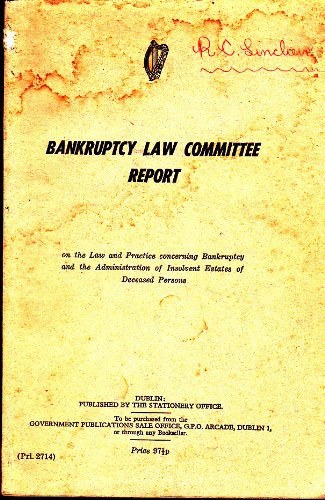 R. C. Sinclair
BANKRUPTCY LAW COMMITTEE
REPORT
on the Law and Practice concerning Bankruptcy
and the Administration of Insolvent Estates of
Deceased Persons
DUBLIN:
PUBLISHED BY THE STATIONERY OFFICE.
To be purchased from the
GOVERNMENT PUBLICATIONS SALE OFFICE, G.P.O. ARCADE, DUBLIN 1,
or through any Bookseller.
Price 97½p
(Prl. 2714)